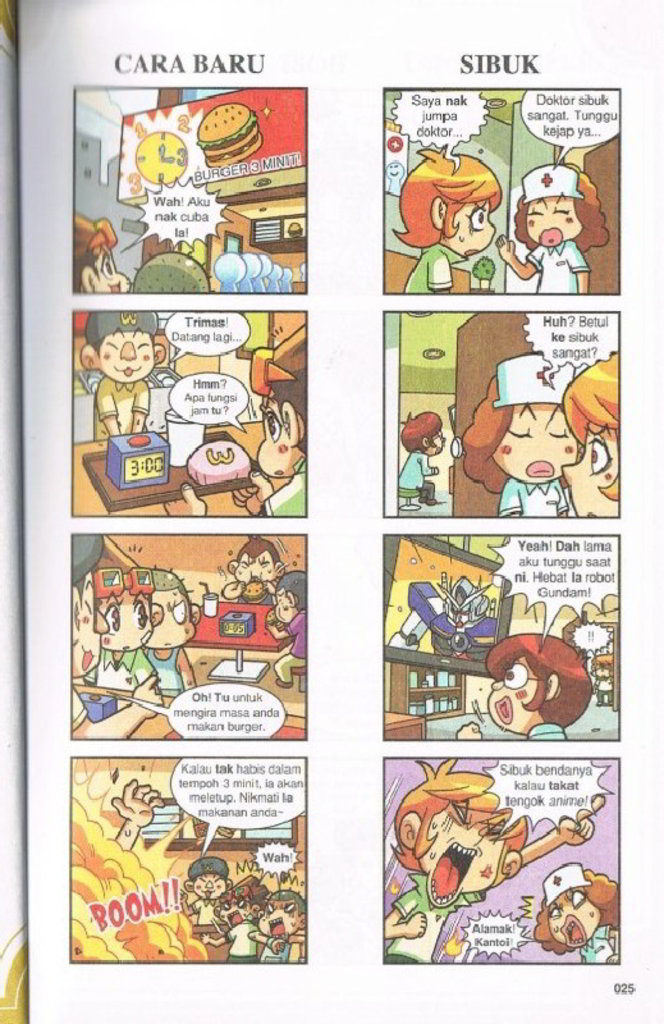 CARA BARU
BURGER 3 MINIT!
Wah! Aku
nak cuba
la!
Trimas!
Datang lagi...
Hmm?
Apa fungsi
jam tu?
3:00
W
W
0:05
Oh! Tu untuk
mengira masa anda
makan burger.
Kalau tak habis dalam
tempoh 3 minit, ia akan
meletup. Nikmati la
makanan anda~
Wah!
BOOM!!
SIBUK
Saya nak
jumpa
doktor...
Doktor sibuk
sangat. Tunggu
kejap ya...
Huh? Betul
ke sibuk
sangat?
Yeah! Dah lama
aku tunggu saat
ni. Hebat la robot
Gundam!
!!
Sibuk bendanya
kalau takat
tengok anime!
Alamak!
Kantoi!
025